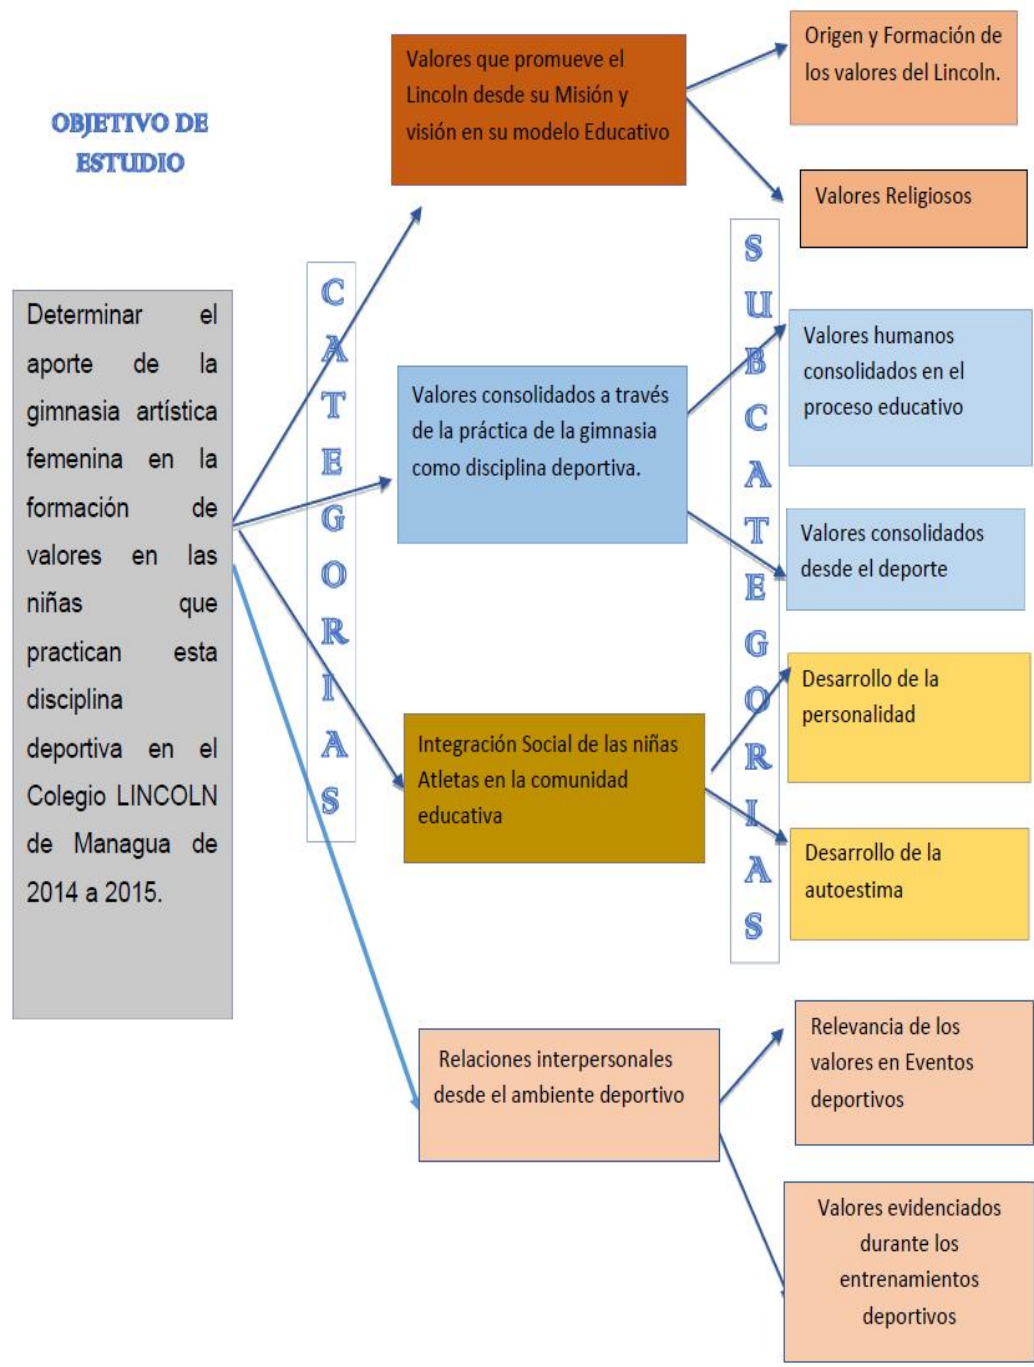 OBJETIVO DE
ESTUDIO
Determinar el
aporte de la
gimnasia artística
femenina en la
formación de
valores en las
niñas que
practican esta
disciplina
deportiva en el
Colegio LINCOLN
de Managua de
2014 a 2015.
CATEGORIAS
Valores que promueve el
Lincoln desde su Misión y
visión en su modelo Educativo
Valores consolidados a través
de la práctica de la gimnasia
como disciplina deportiva.
Integración Social de las niñas
Atletas en la comunidad
educativa
Relaciones interpersonales
desde el ambiente deportivo
SUBCATEGORIAS
Origen y Formación de
los valores del Lincoln.
Valores Religiosos
Valores humanos
consolidados en el
proceso educativo
Valores consolidados
desde el deporte
Desarrollo de la
personalidad
Desarrollo de la
autoestima
Relevancia de los
valores en Eventos
deportivos
Valores evidenciados
durante los
entrenamientos
deportivos